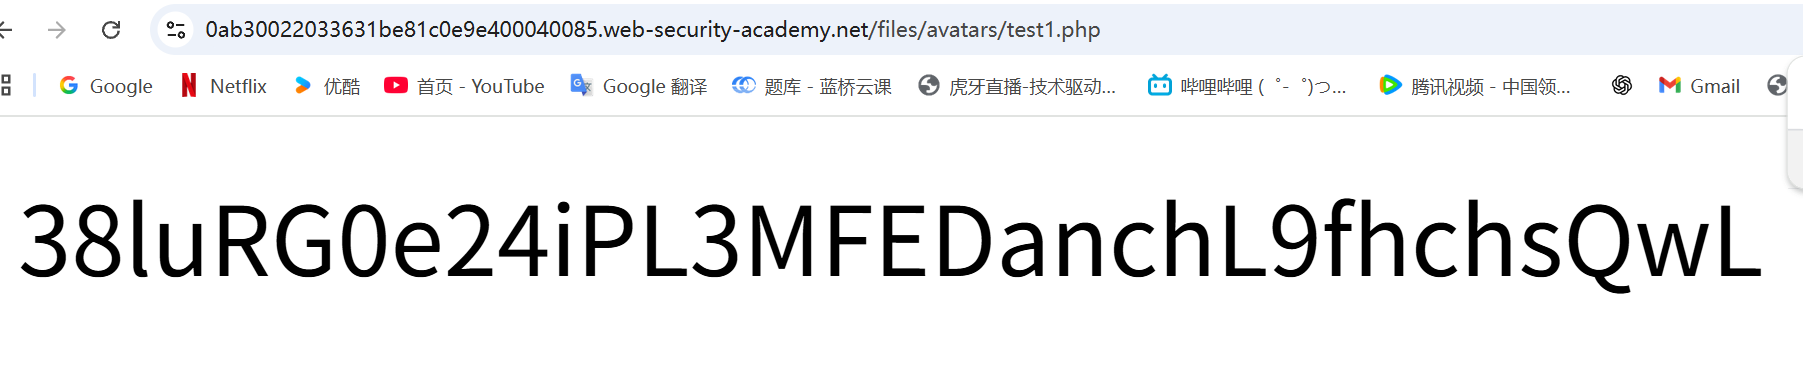 0ab30022033631be81c0e9e400040085.web-security-academy.net/files/avatars/test1.php
Google Netflix 优酷 首页 - YouTube Google 翻译 题库 - 蓝桥云课 虎牙直播-技术驱动... 哔哩哔哩 ( ゜- ゜)つ... 腾讯视频 - 中国领... Gmail
38luRG0e24iPL3MFEDanchL9fhchsQwL